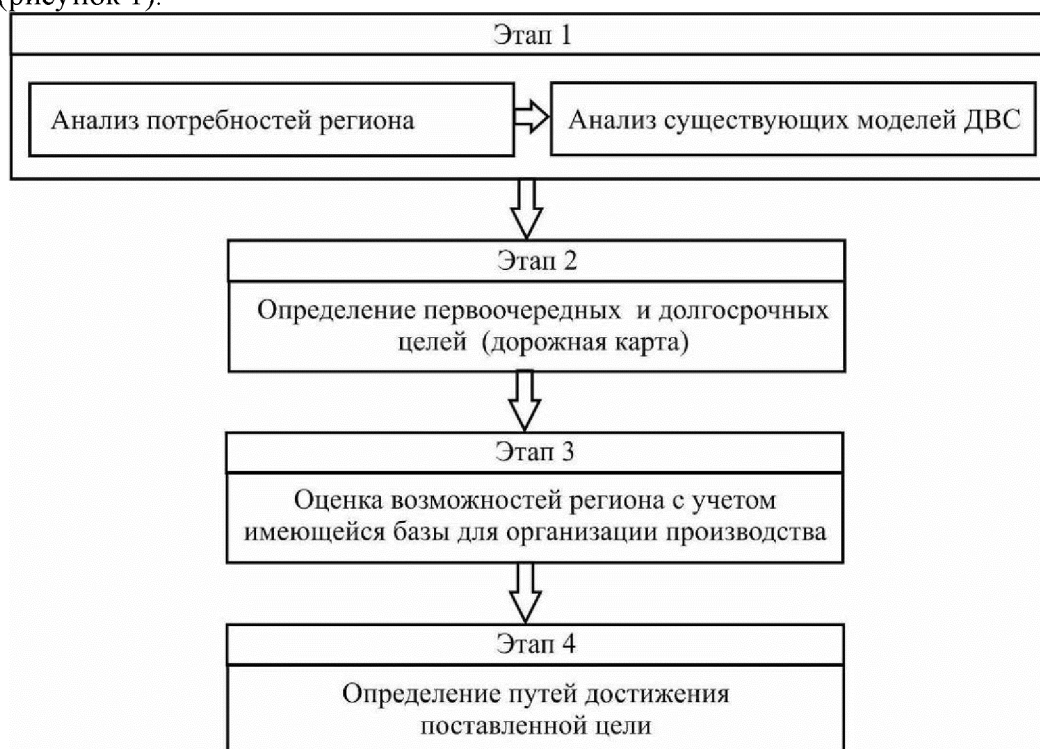 (рисунок 1).
Этап 1
Анализ потребностей региона
Анализ существующих моделей ДВС
Этап 2
Определение первоочередных и долгосрочных
целей (дорожная карта)
Этап 3
Оценка возможностей региона с учетом
имеющейся базы для организации производства
Этап 4
Определение путей достижения
поставленной цели